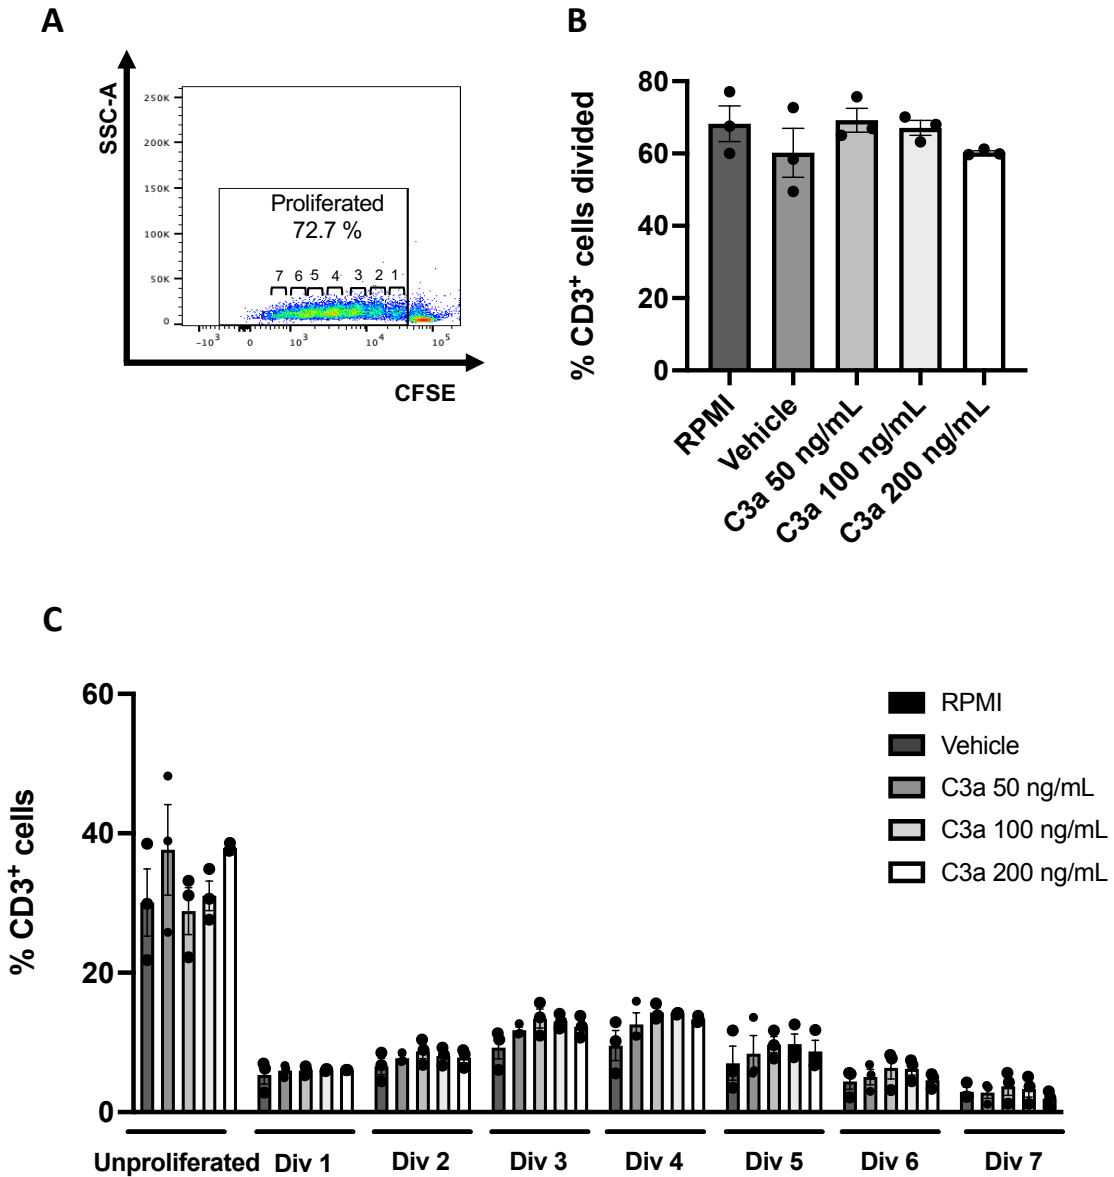 A
SSC-A
250K
200K
150K
100K
50K
0
Proliferated
72.7 %
7 6 5 4 3 2 1
-10³ 0 10³ 10⁴ 10⁵
CFSE
B
% CD3⁺ cells divided
80
60
40
20
0
RPMI
Vehicle
C3a 50 ng/mL
C3a 100 ng/mL
C3a 200 ng/mL
C
% CD3⁺ cells
60
40
20
0
Unproliferated Div 1 Div 2 Div 3 Div 4 Div 5 Div 6 Div 7
RPMI
Vehicle
C3a 50 ng/mL
C3a 100 ng/mL
C3a 200 ng/mL